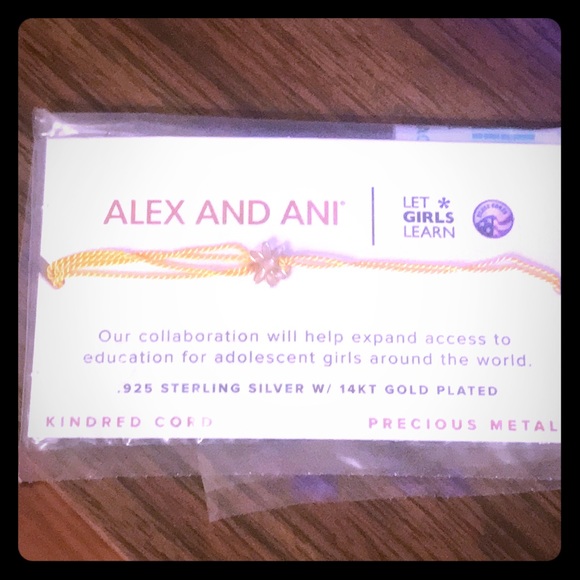 ALEX AND ANI®
LET *
GIRLS
LEARN
Our collaboration will help expand access to
education for adolescent girls around the world.
.925 STERLING SILVER W/ 14KT GOLD PLATED
KINDRED CORD
PRECIOUS METAL